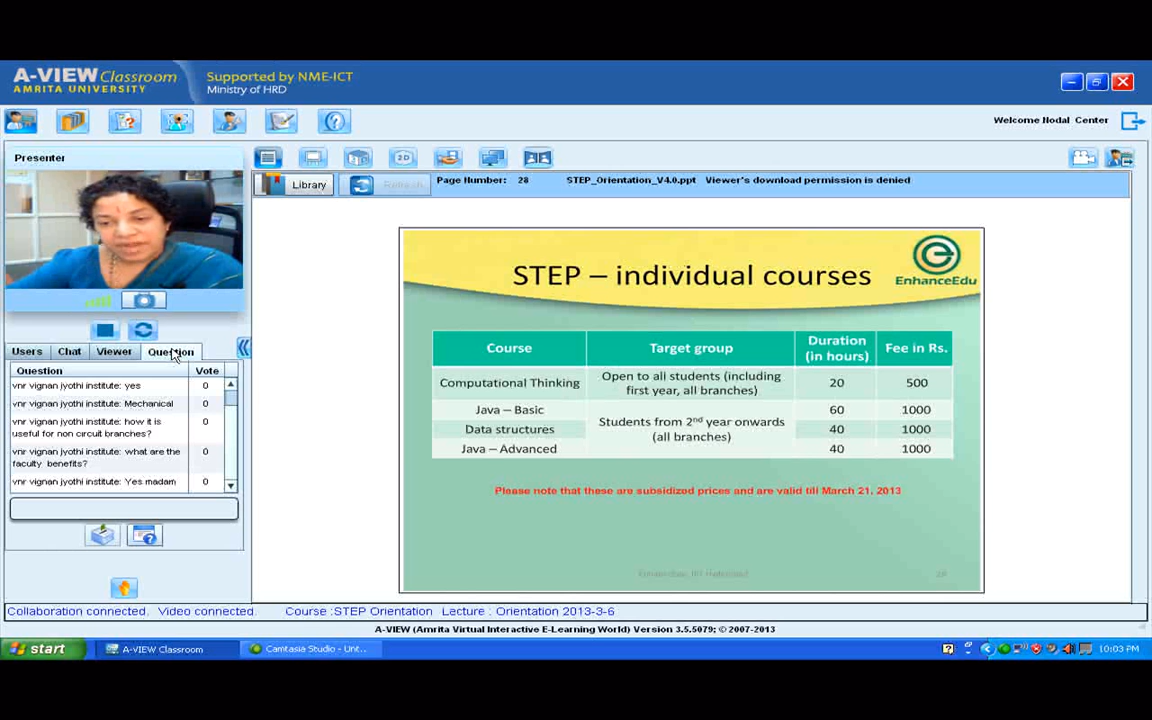 A-VIEW Classroom
AMRITA UNIVERSITY
Supported by NME-ICT
Ministry of HRD
Welcome Nodal Center
Presenter
2D
Library
Refresh
Page Number: 28
STEP_Orientation_V4.0.ppt
Viewer's download permission is denied
STEP – individual courses
EnhanceEdu
Course Target group Duration (in hours) Fee in Rs.
Computational Thinking Open to all students (including first year, all branches) 20 500
Java – Basic 60 1000
Data structures Students from 2nd year onwards (all branches) 40 1000
Java – Advanced 40 1000
Please note that these are subsidized prices and are valid till March 21, 2013
28
Users Chat Viewer Question
Question Vote
vnr vignan jyothi institute: yes 0
vnr vignan jyothi institute: Mechanical 0
vnr vignan jyothi institute: how it is 0
useful for non circuit branches?
vnr vignan jyothi institute: what are the 0
faculty benefits?
vnr vignan jyothi institute: Yes madam 0
Collaboration connected. Video connected. Course :STEP Orientation Lecture : Orientation 2013-3-6
A-VIEW (Amrita Virtual Interactive E-Learning World) Version 3.5.5079; © 2007-2013
start
A-VIEW Classroom
Camtasia Studio - Unt...
10:03 PM